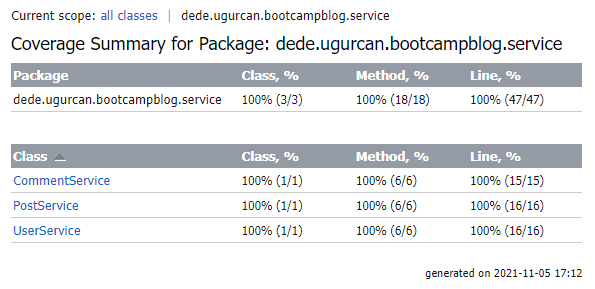 Current scope: all classes | dede.ugurcan.bootcampblog.service
Coverage Summary for Package: dede.ugurcan.bootcampblog.service
Package Class, % Method, % Line, %
dede.ugurcan.bootcampblog.service 100% (3/3) 100% (18/18) 100% (47/47)
Class Class, % Method, % Line, %
CommentService 100% (1/1) 100% (6/6) 100% (15/15)
PostService 100% (1/1) 100% (6/6) 100% (16/16)
UserService 100% (1/1) 100% (6/6) 100% (16/16)
generated on 2021-11-05 17:12